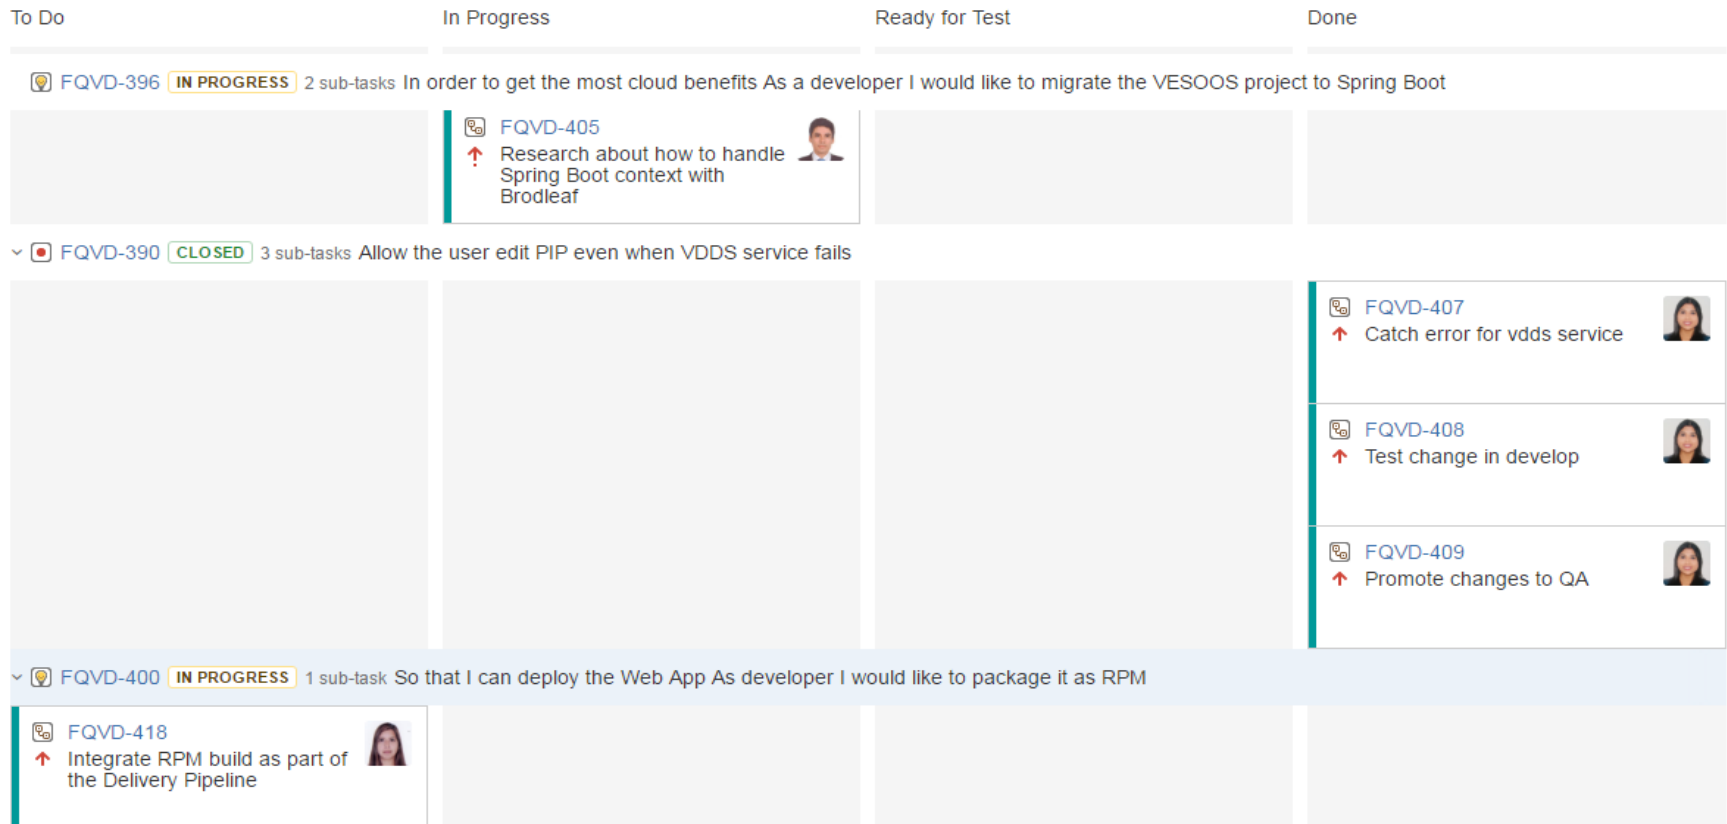 To Do
In Progress
Ready for Test
Done
FQVD-396 IN PROGRESS 2 sub-tasks In order to get the most cloud benefits As a developer I would like to migrate the VESOOS project to Spring Boot
FQVD-405
Research about how to handle
Spring Boot context with
Brodleaf
FQVD-390 CLOSED 3 sub-tasks Allow the user edit PIP even when VDDS service fails
FQVD-407
Catch error for vdds service
FQVD-408
Test change in develop
FQVD-409
Promote changes to QA
FQVD-400 IN PROGRESS 1 sub-task So that I can deploy the Web App As developer I would like to package it as RPM
FQVD-418
Integrate RPM build as part of
the Delivery Pipeline